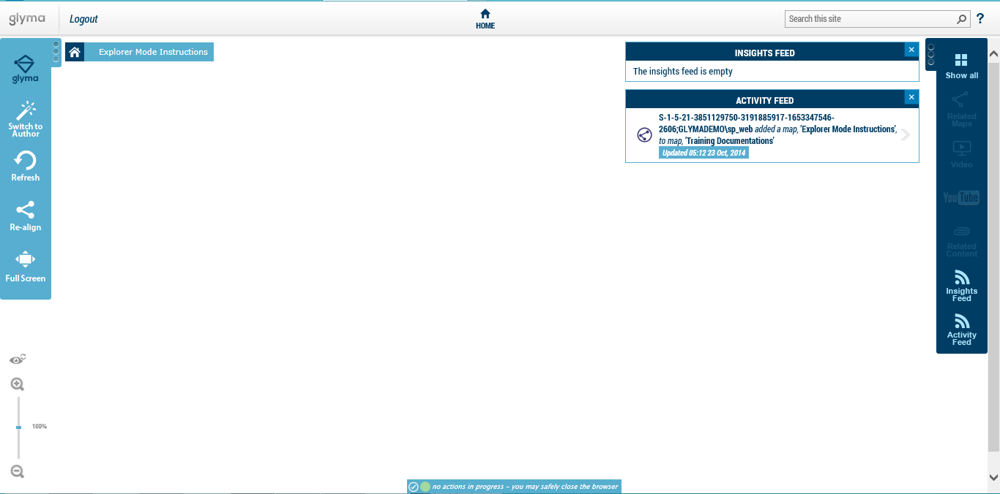 glyma
Logout
HOME
Search this site
?
glyma
Switch to
Author
Refresh
Re-align
Full Screen
100%
Explorer Mode Instructions
INSIGHTS FEED
The insights feed is empty
ACTIVITY FEED
S-1-5-21-3851129750-3191885917-1653347546-
2606;GLYMADEMO\sp_web added a map, 'Explorer Mode Instructions',
to map, 'Training Documentations'
Updated 05:12 23 Oct, 2014
Show all
Related
Maps
Video
YouTube
Related
Content
Insights
Feed
Activity
Feed
no actions in progress – you may safely close the browser